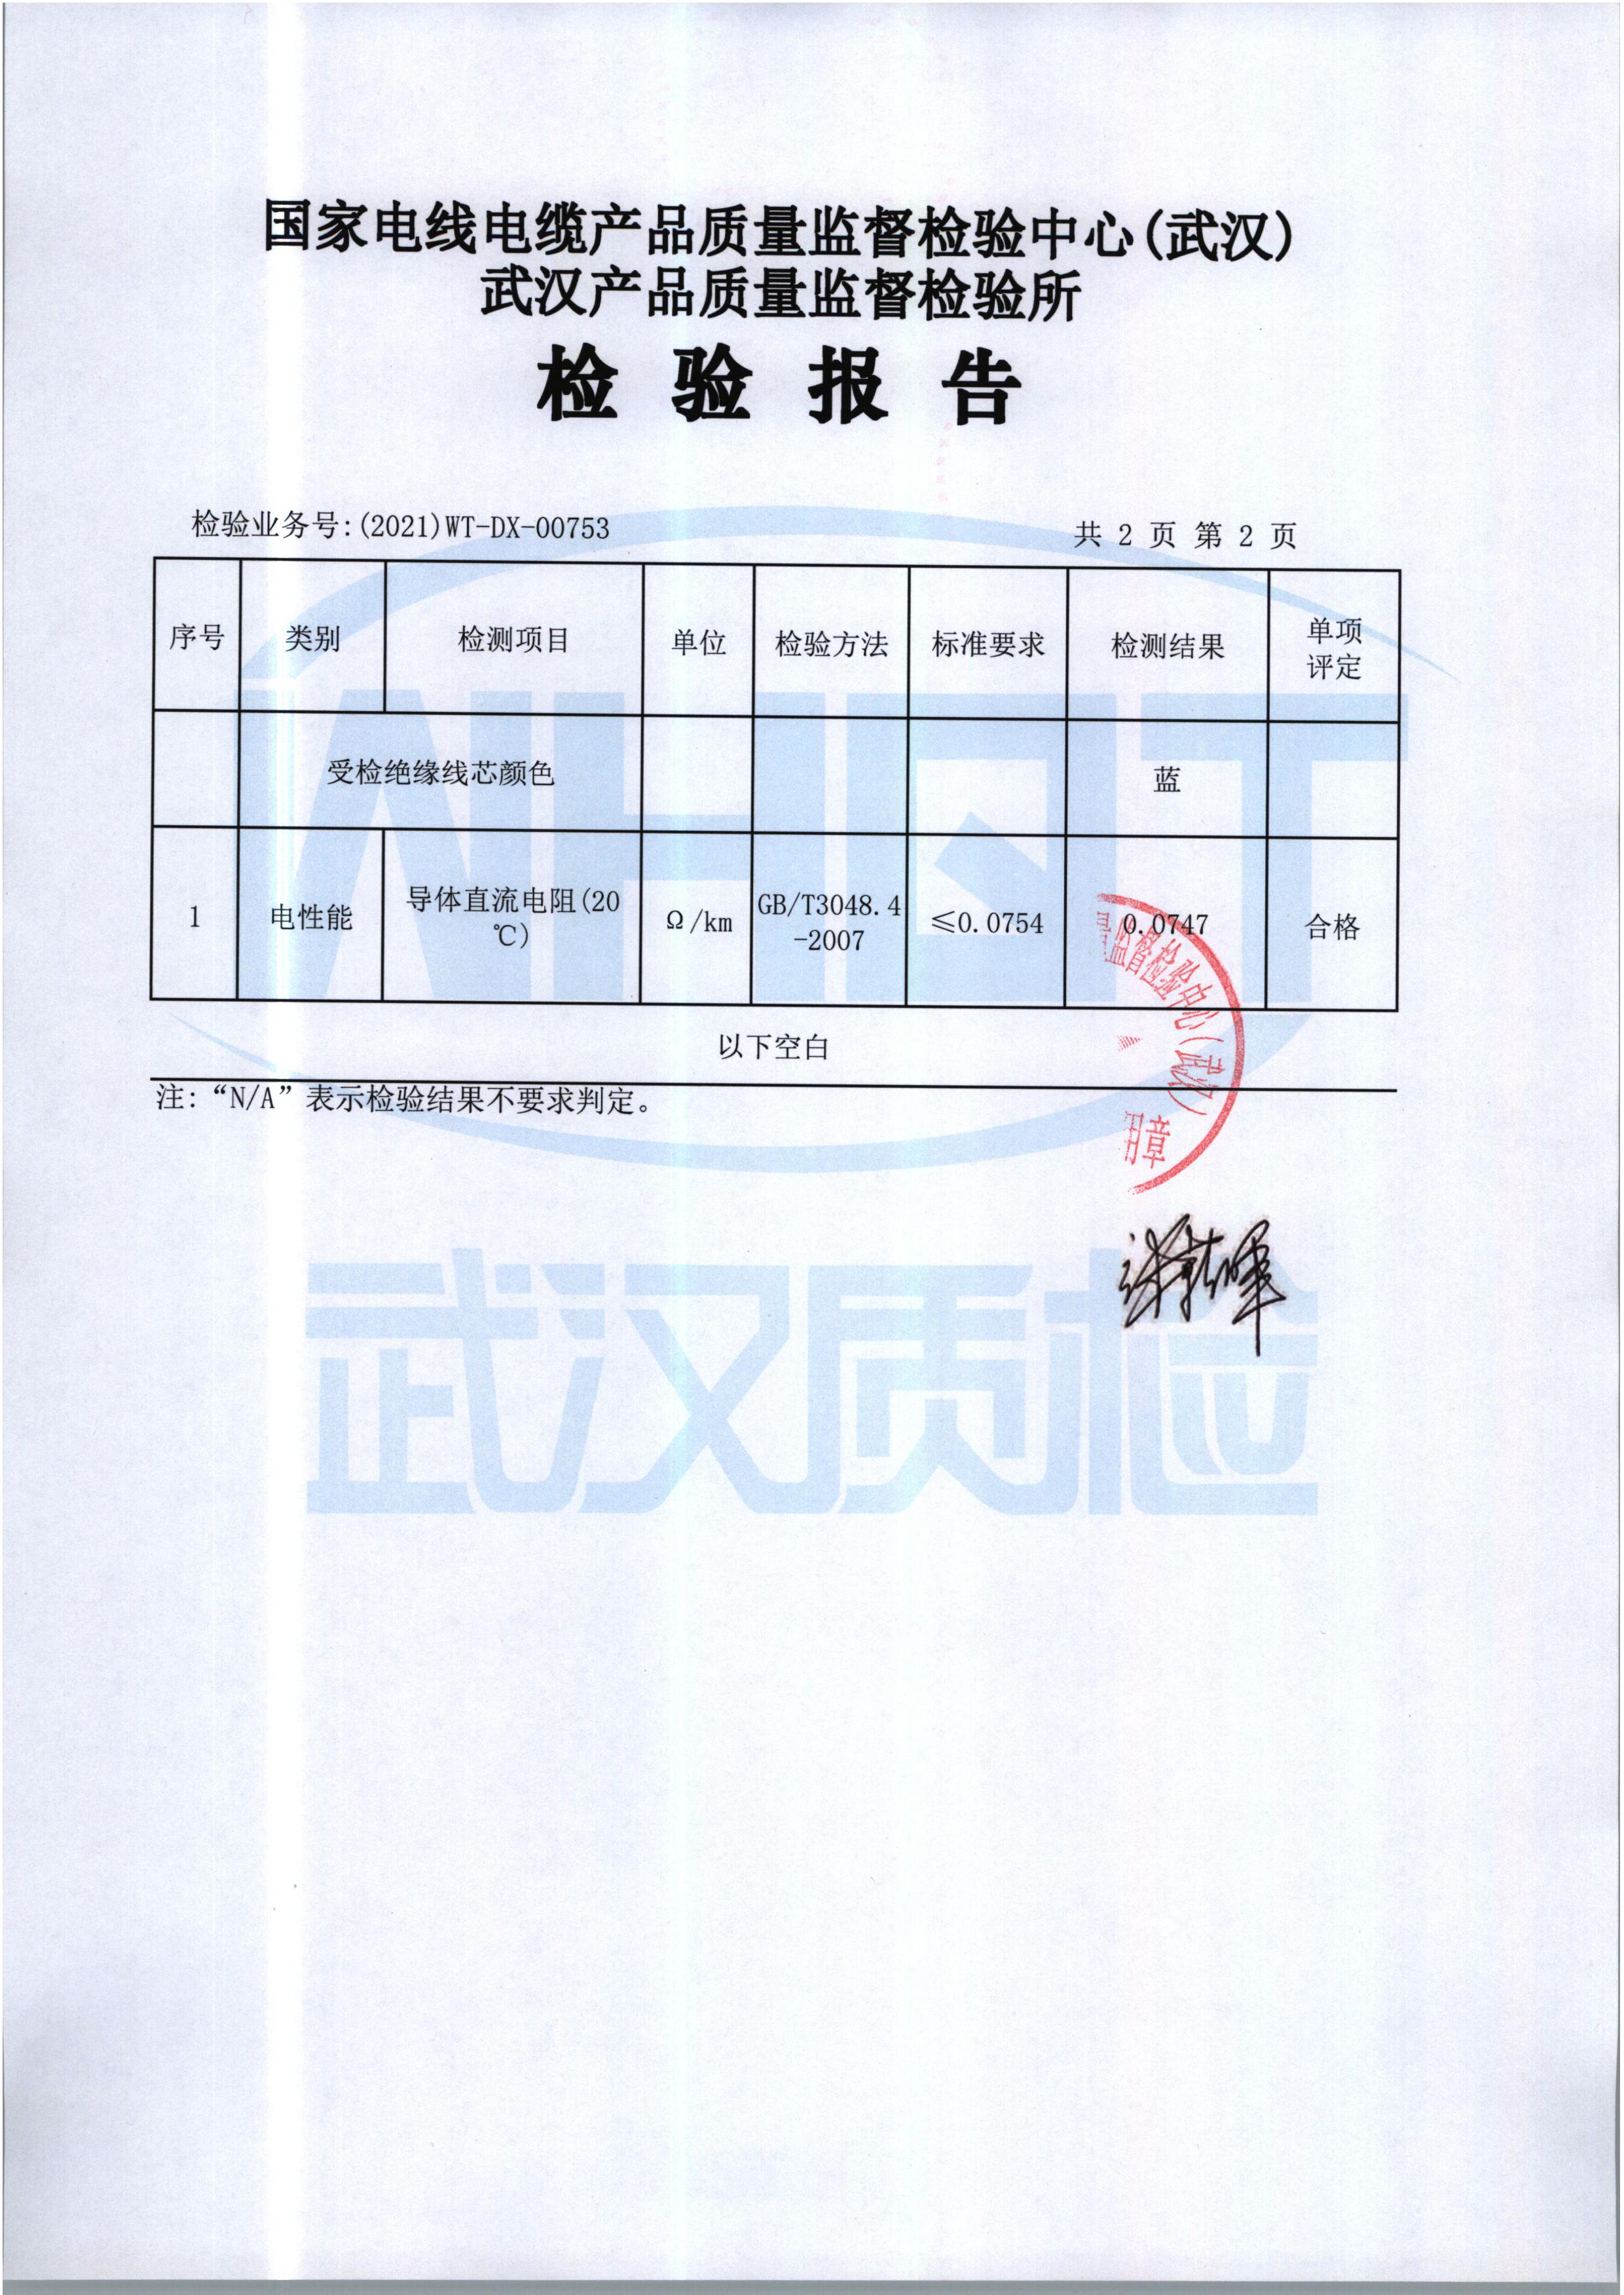 国家电线电缆产品质量监督检验中心(武汉)
武汉产品质量监督检验所
检验报告
检验业务号:(2021)WT-DX-00753
共 2 页 第 2 页
序号 类别 检测项目 单位 检验方法 标准要求 检测结果 单项评定
受检绝缘线芯颜色 蓝
1 电性能 导体直流电阻(20℃) Ω/km GB/T3048.4-2007 ≤0.0754 0.0747 合格
以下空白
注:“N/A”表示检验结果不要求判定。
监督检验中心(武汉)
用章
WHQT
武汉质检